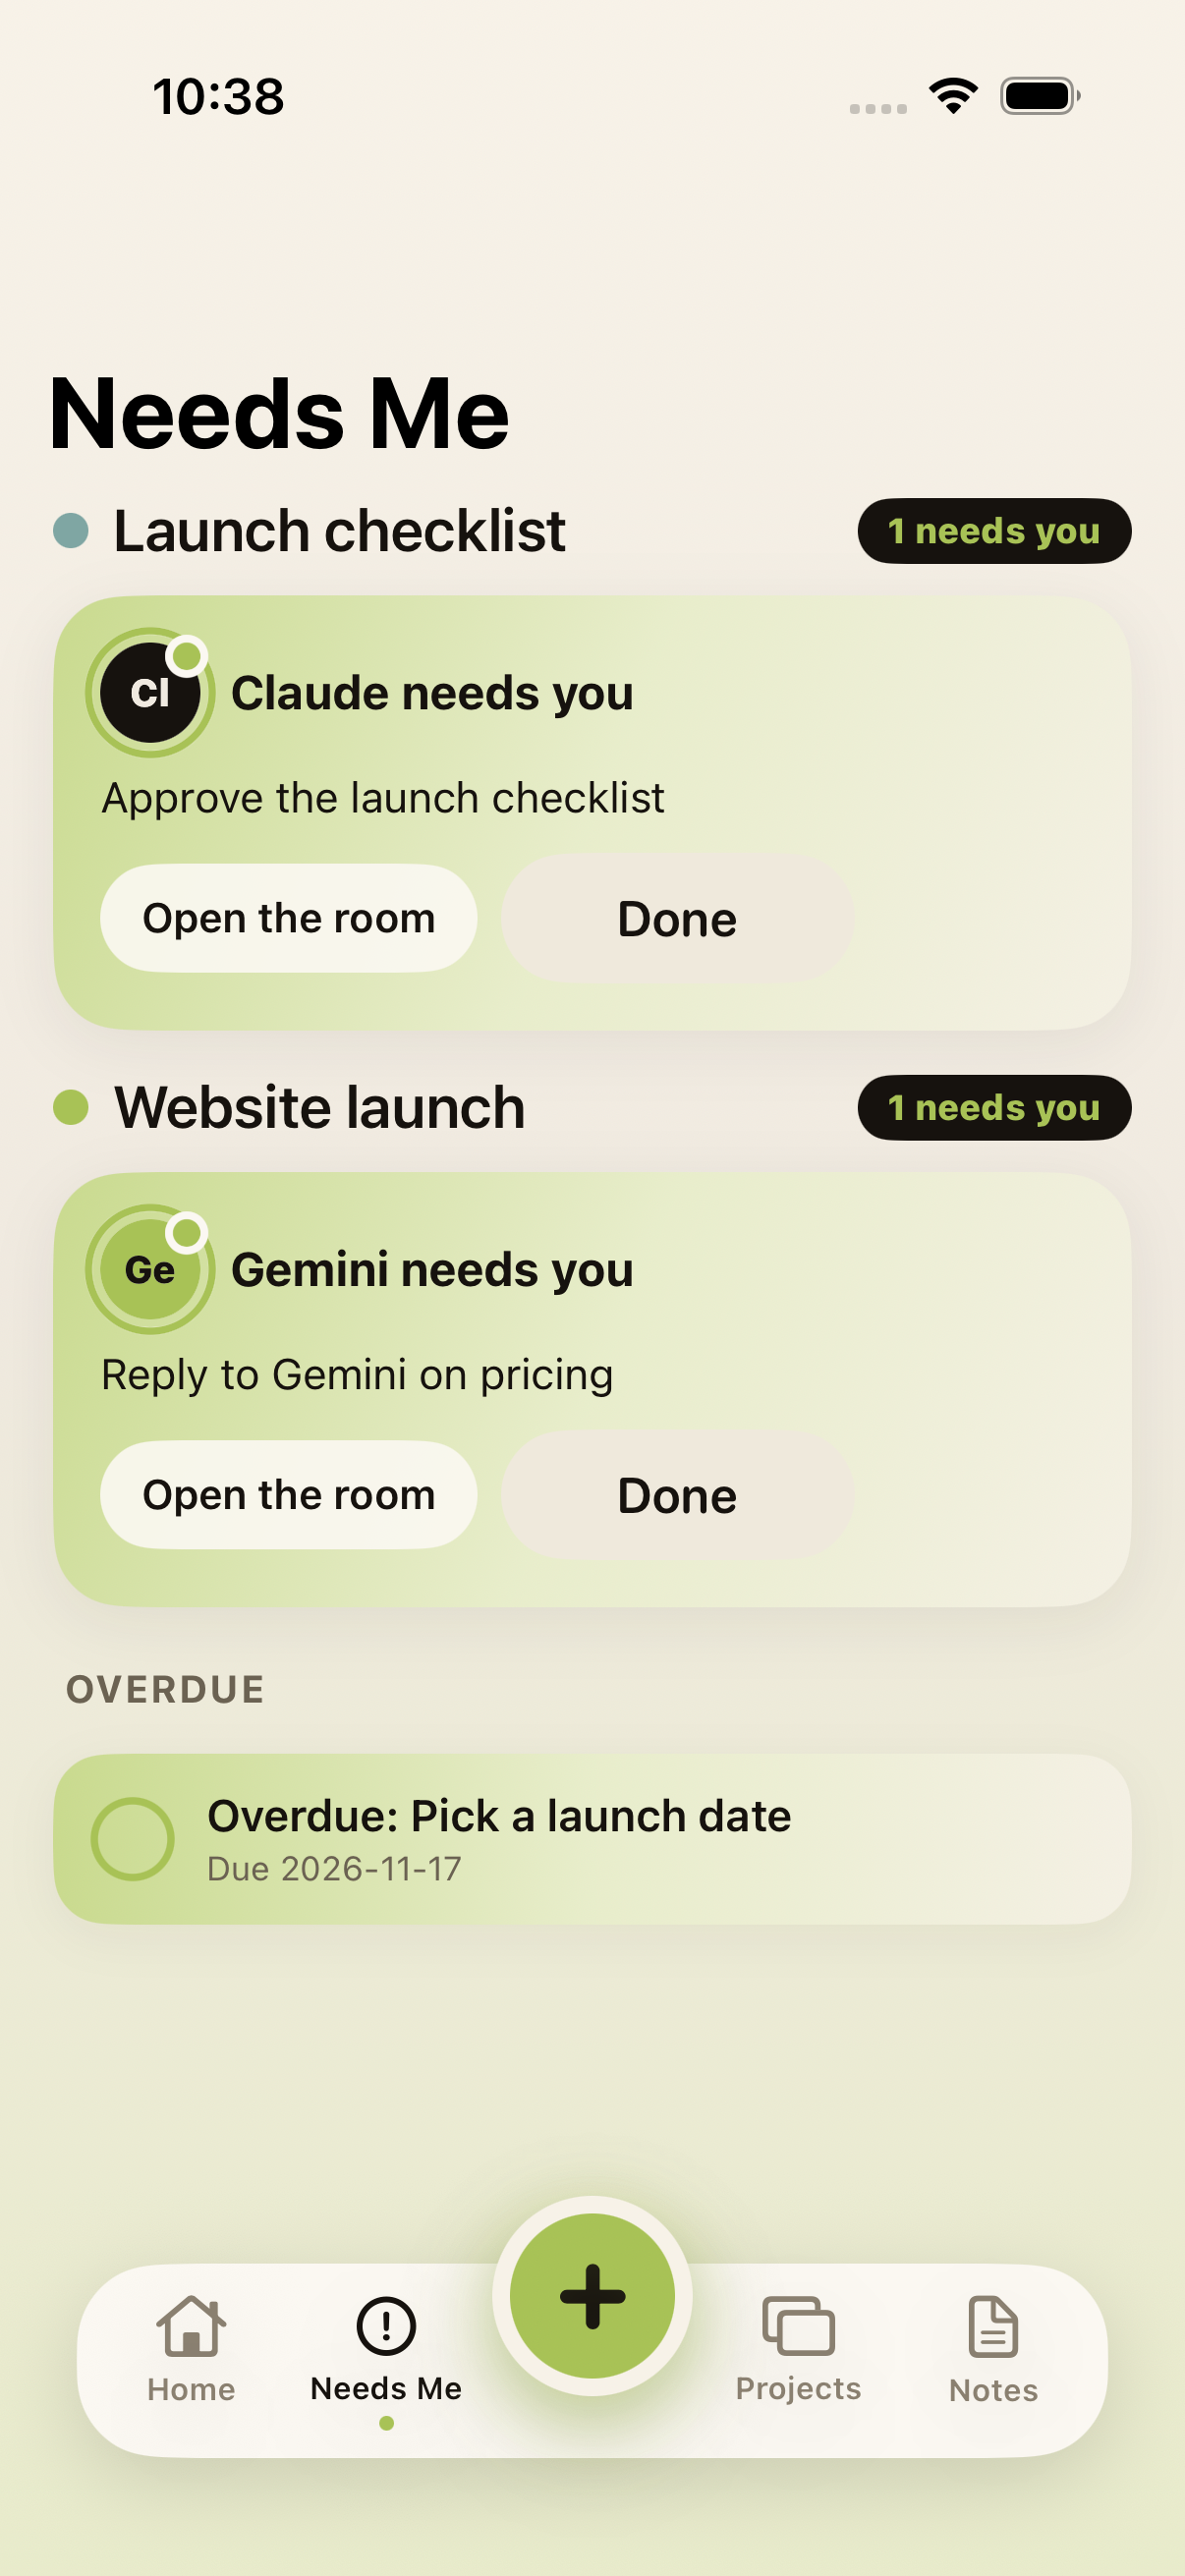 10:38
Needs Me
Launch checklist
1 needs you
Cl
Claude needs you
Approve the launch checklist
Open the room
Done
Website launch
1 needs you
Ge
Gemini needs you
Reply to Gemini on pricing
Open the room
Done
OVERDUE
Overdue: Pick a launch date
Due 2026-11-17
Home
Needs Me
Projects
Notes